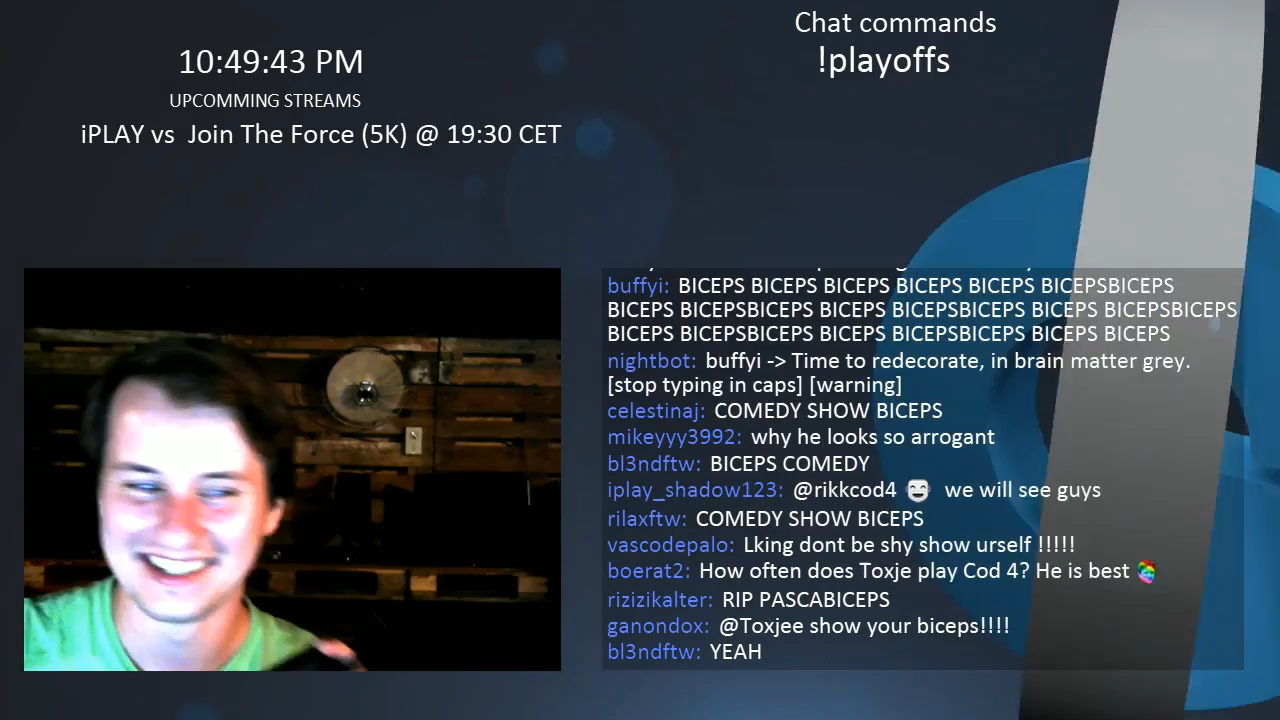 10:49:43 PM
UPCOMMING STREAMS
iPLAY vs Join The Force (5K) @ 19:30 CET
Chat commands
!playoffs
buffyi: BICEPS BICEPS BICEPS BICEPS BICEPS BICEPSBICEPS
BICEPS BICEPSBICEPS BICEPS BICEPSBICEPS BICEPS BICEPSBICEPS
BICEPS BICEPSBICEPS BICEPS BICEPSBICEPS BICEPS BICEPS
nightbot: buffyi -> Time to redecorate, in brain matter grey.
[stop typing in caps] [warning]
celestinaj: COMEDY SHOW BICEPS
mikeyyy3992: why he looks so arrogant
bl3ndftw: BICEPS COMEDY
iplay_shadow123: @rikkcod4 we will see guys
rilaxftw: COMEDY SHOW BICEPS
vascodepalo: Lking dont be shy show urself !!!!!
boerat2: How often does Toxje play Cod 4? He is best
rizizikalter: RIP PASCABICEPS
ganondox: @Toxjee show your biceps!!!!
bl3ndftw: YEAH